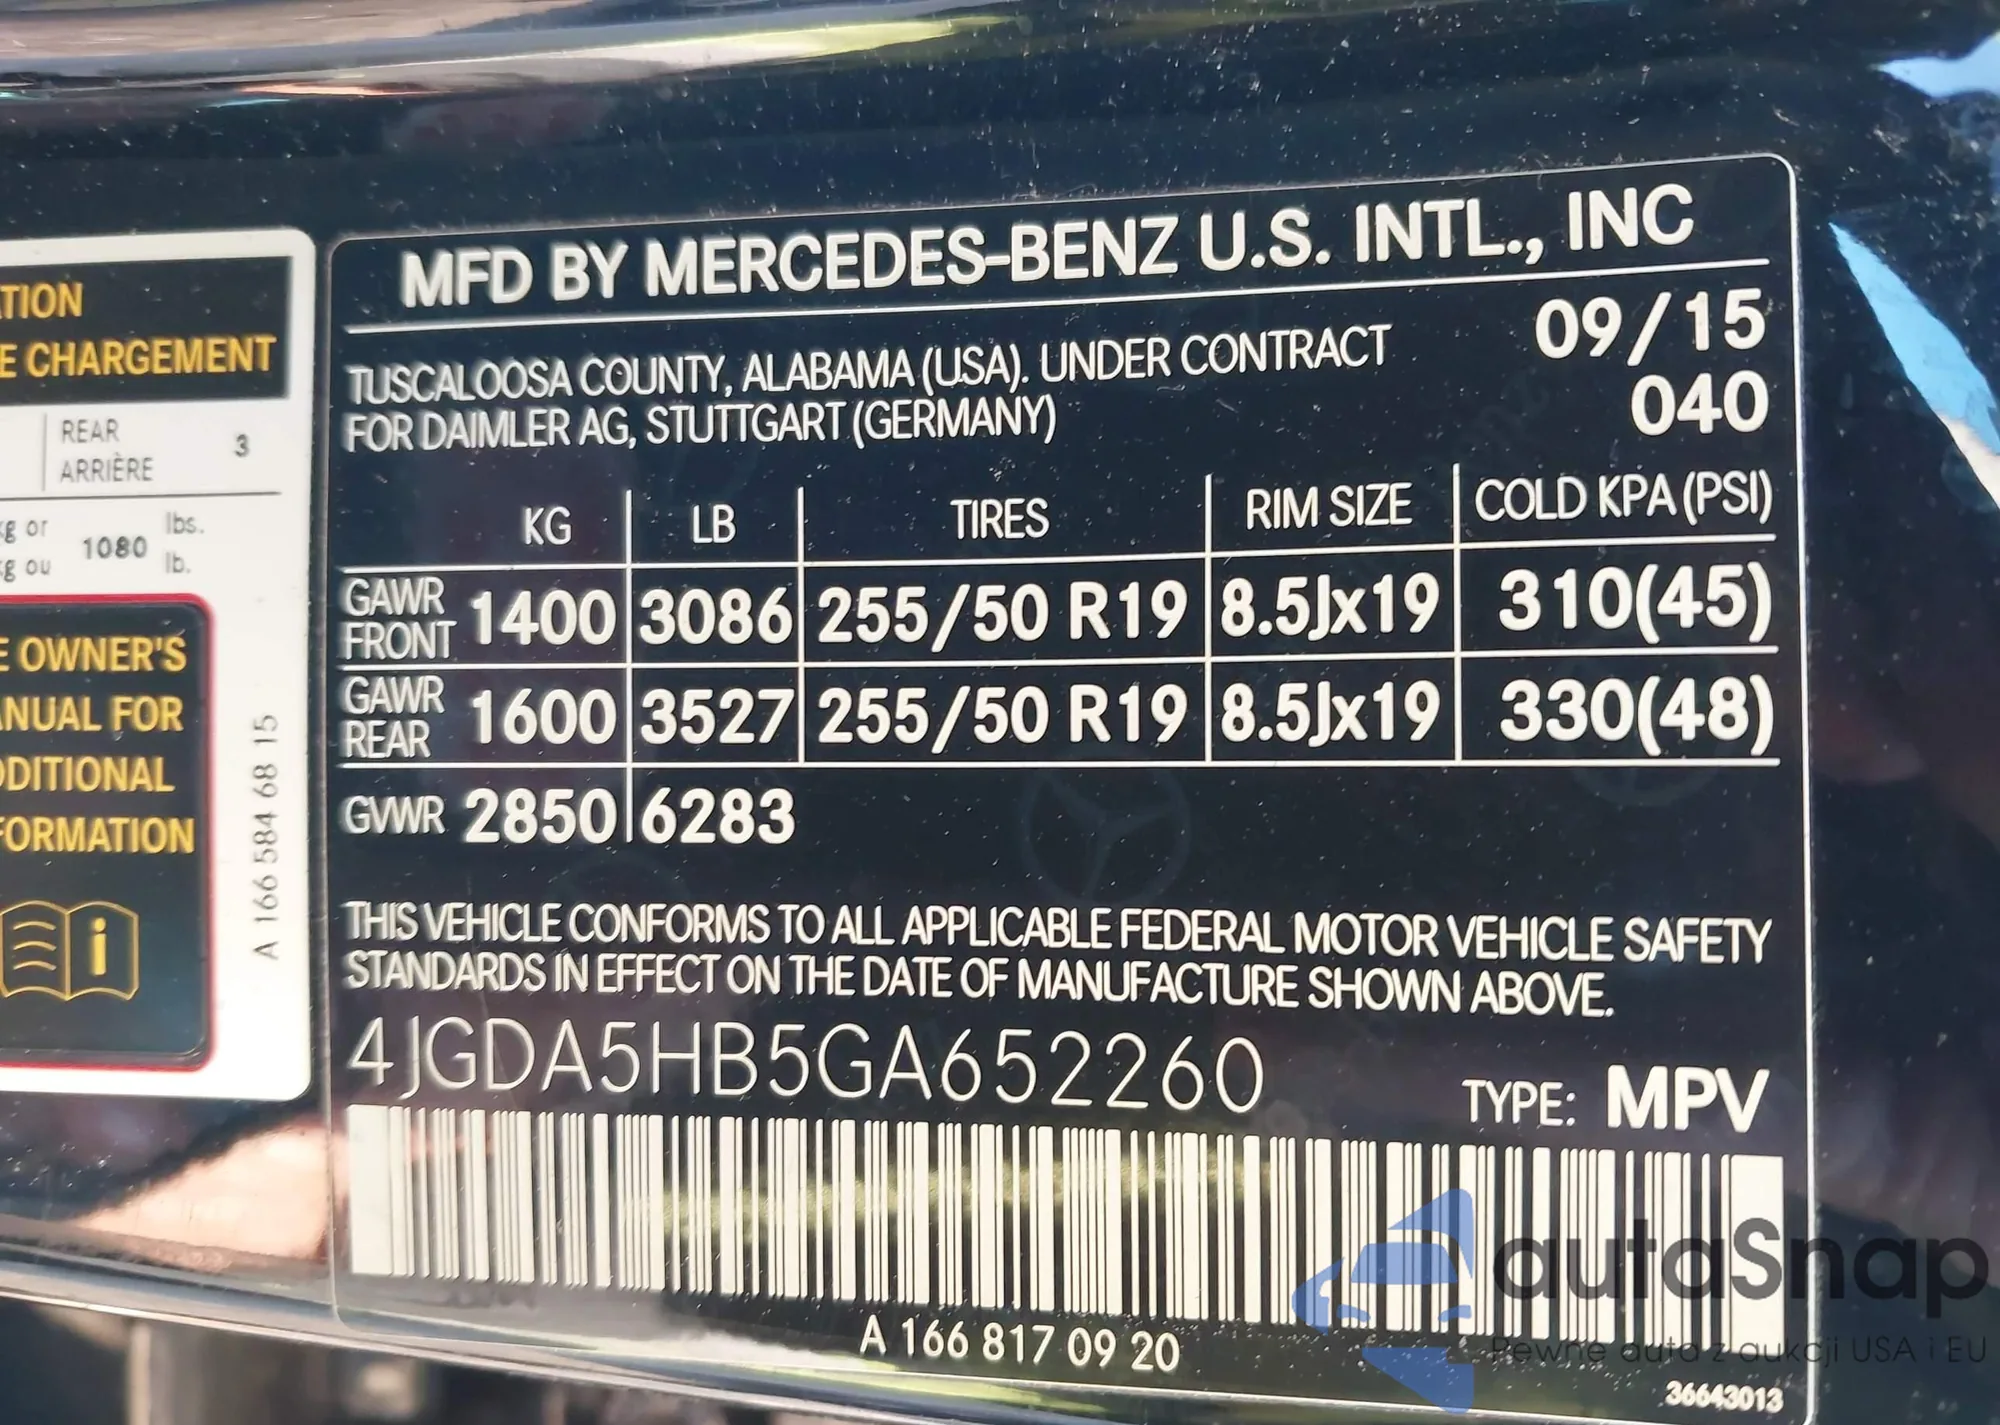 TION
E CHARGEMENT
REAR
ARRIÈRE
3
kg or
kg ou
1080
lbs.
lb.
E OWNER'S
ANUAL FOR
DDITIONAL
FORMATION
i
A 166 584 68 15
MFD BY MERCEDES-BENZ U.S. INTL., INC
TUSCALOOSA COUNTY, ALABAMA (USA). UNDER CONTRACT
FOR DAIMLER AG, STUTTGART (GERMANY)
09/15
040
KG LB TIRES RIM SIZE COLD KPA (PSI)
GAWR
FRONT 1400 3086 255/50 R19 8.5Jx19 310(45)
GAWR
REAR 1600 3527 255/50 R19 8.5Jx19 330(48)
GVWR 2850 6283
THIS VEHICLE CONFORMS TO ALL APPLICABLE FEDERAL MOTOR VEHICLE SAFETY
STANDARDS IN EFFECT ON THE DATE OF MANUFACTURE SHOWN ABOVE.
4JGDA5HB5GA652260
TYPE: MPV
A 166 817 09 20
autaSnap
Pewne auta z aukcji USA i EU
36643013